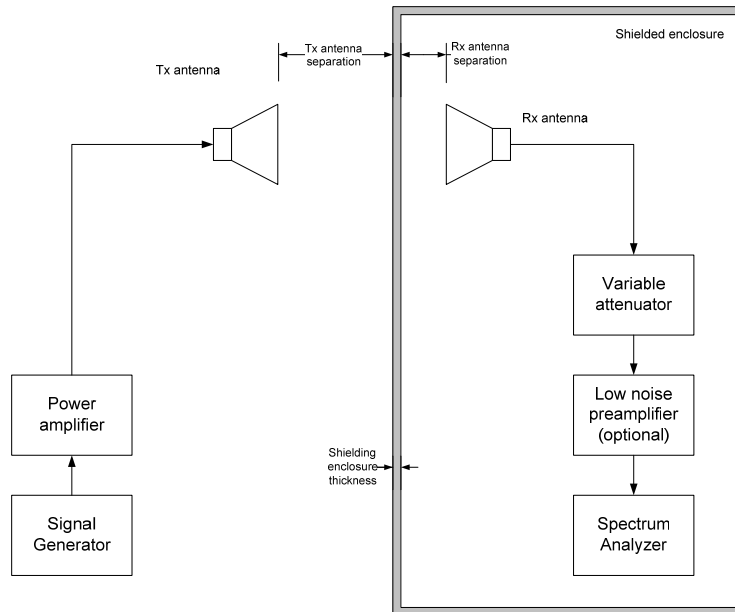 Shielded enclosure
Tx antenna
separation
Rx antenna
separation
Tx antenna
Rx antenna
Variable
attenuator
Power
amplifier
Low noise
preamplifier
(optional)
Shielding
enclosure
thickness
Signal
Generator
Spectrum
Analyzer